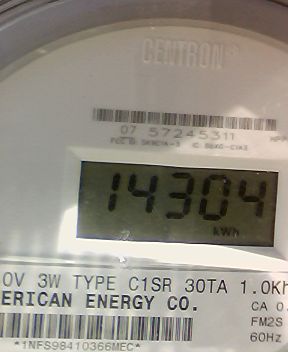 CENTRON®
07 57245311
14304
kWh
0V 3W TYPE C1SR 30TA 1.0Kh
ERICAN ENERGY CO.
CA 0.
FM2S
60Hz
*1NFS98410366MEC*